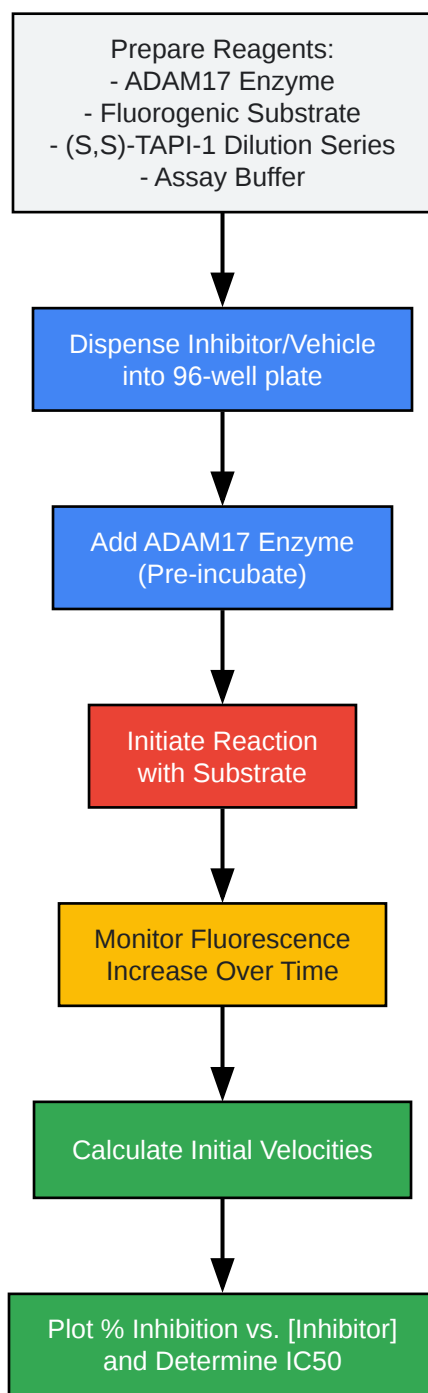 Prepare Reagents:
- ADAM17 Enzyme
- Fluorogenic Substrate
- (S,S)-TAPI-1 Dilution Series
- Assay Buffer
Dispense Inhibitor/Vehicle
into 96-well plate
Add ADAM17 Enzyme
(Pre-incubate)
Initiate Reaction
with Substrate
Monitor Fluorescence
Increase Over Time
Calculate Initial Velocities
Plot % Inhibition vs. [Inhibitor]
and Determine IC50